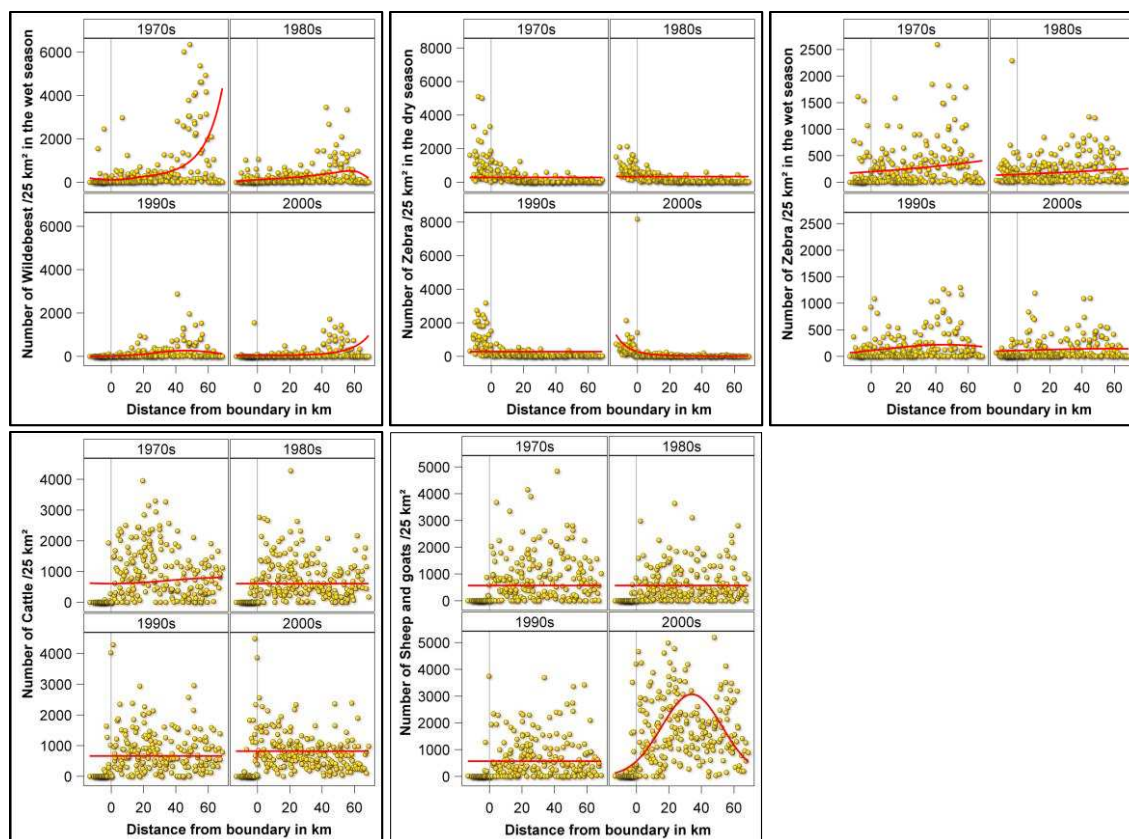 Number of Wildebeest /25 km² in the wet season
1970s 1980s
6000
4000
2000
0
1990s 2000s
6000
4000
2000
0
0 20 40 60 0 20 40 60
Distance from boundary in km
Number of Zebra /25 km² in the dry season
1970s 1980s
8000
6000
4000
2000
0
1990s 2000s
8000
6000
4000
2000
0
0 20 40 60 0 20 40 60
Distance from boundary in km
Number of Zebra /25 km² in the wet season
1970s 1980s
2500
2000
1500
1000
500
0
1990s 2000s
2500
2000
1500
1000
500
0
0 20 40 60 0 20 40 60
Distance from boundary in km
Number of Cattle /25 km²
1970s 1980s
4000
3000
2000
1000
0
1990s 2000s
4000
3000
2000
1000
0
0 20 40 60 0 20 40 60
Distance from boundary in km
Number of Sheep and goats /25 km²
1970s 1980s
5000
4000
3000
2000
1000
0
1990s 2000s
5000
4000
3000
2000
1000
0
0 20 40 60 0 20 40 60
Distance from boundary in km